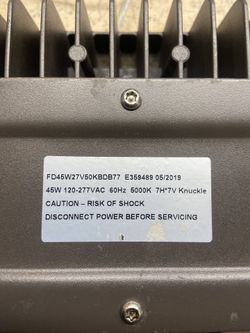 FD45W27V50KBDB77 E359489 05/2019
45W 120-277VAC 60Hz 5000K 7H*7V Knuckle
CAUTION – RISK OF SHOCK
DISCONNECT POWER BEFORE SERVICING